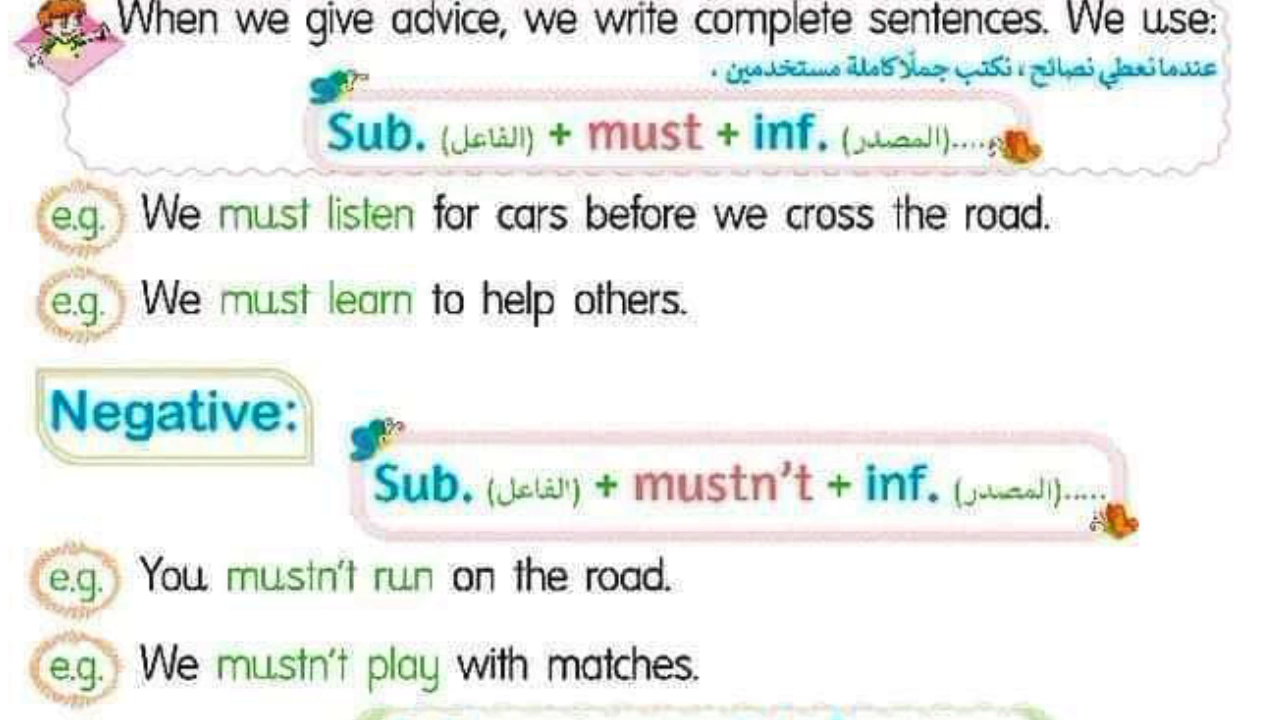 When we give advice, we write complete sentences. We use:
عندما نعطي نصائح، نكتب جملًا كاملة مستخدمين .
Sub. (الفاعل) + must + inf. (المصدر)....
e.g. We must listen for cars before we cross the road.
e.g. We must learn to help others.
Negative:
Sub. (الفاعل) + mustn't + inf. (المصدر).....
e.g. You mustn't run on the road.
e.g. We mustn't play with matches.